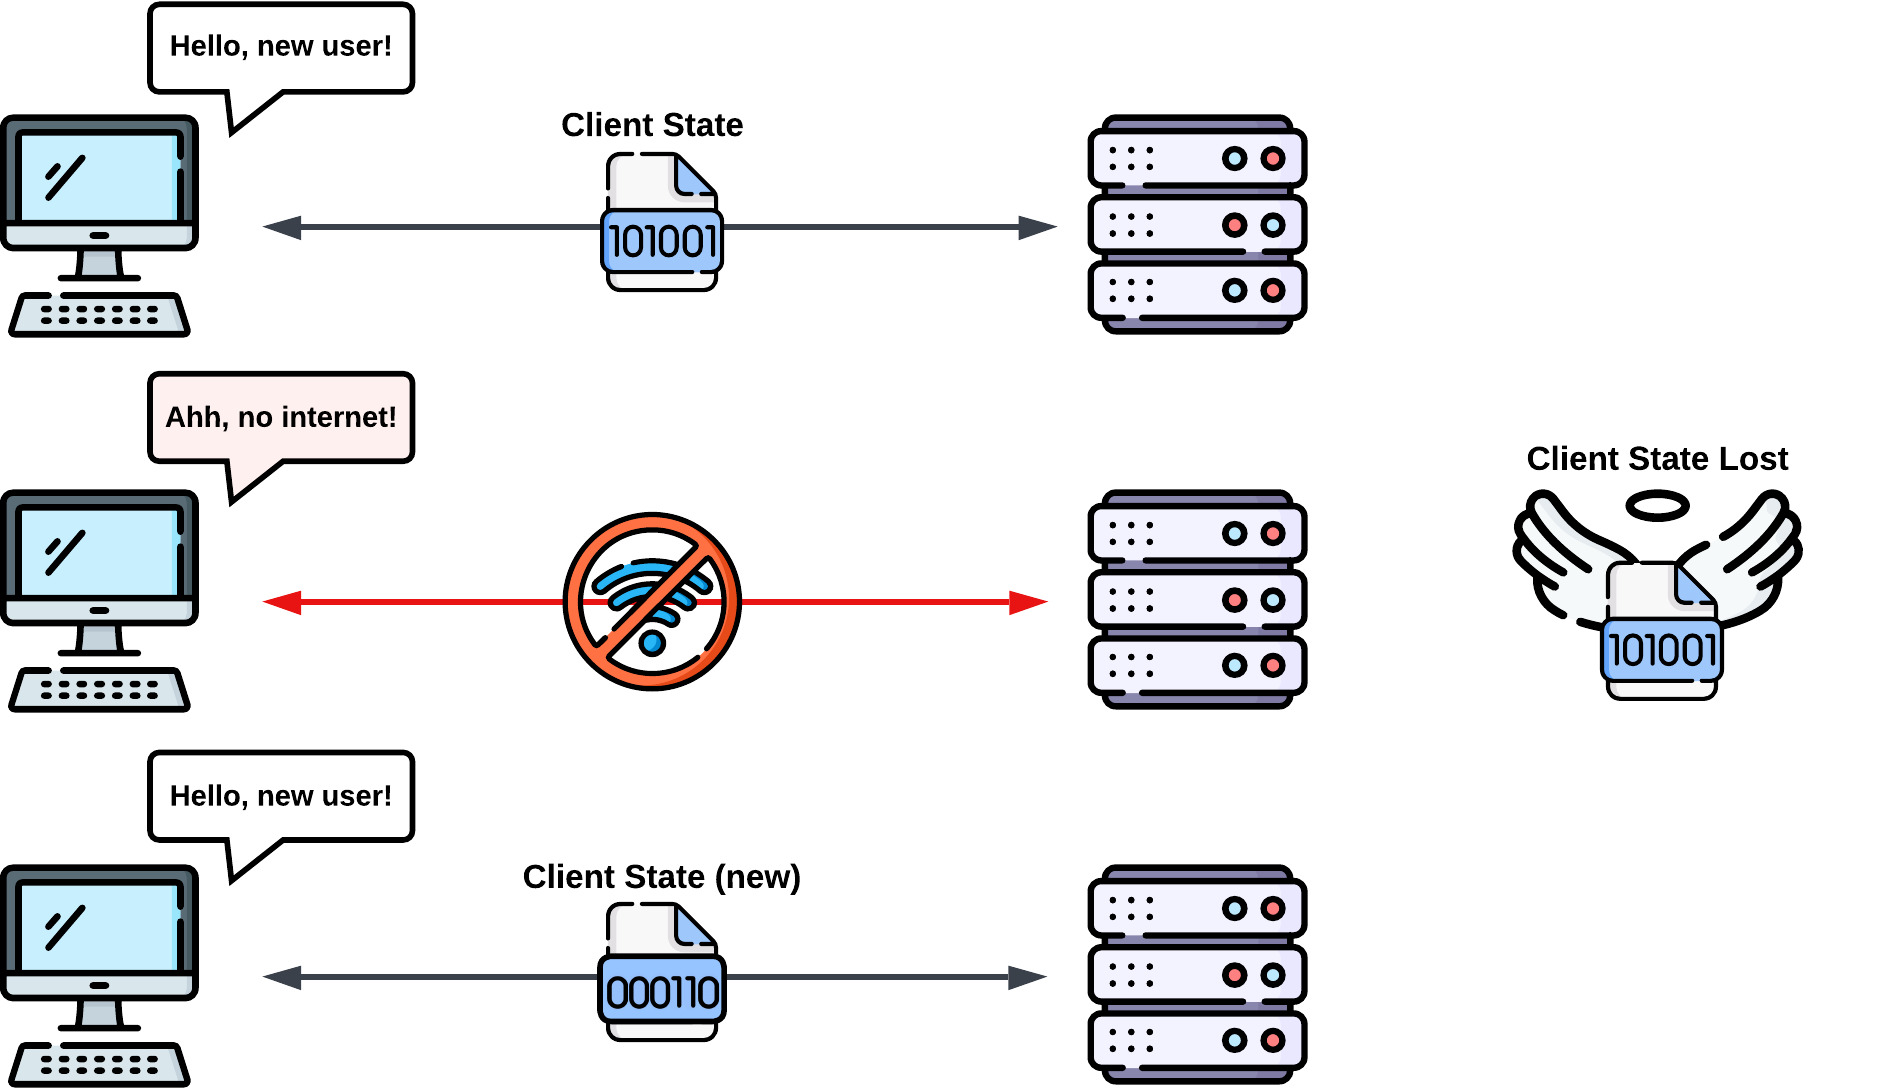 Hello, new user!
Client State
101001
Ahh, no internet!
Client State Lost
101001
Hello, new user!
Client State (new)
000110